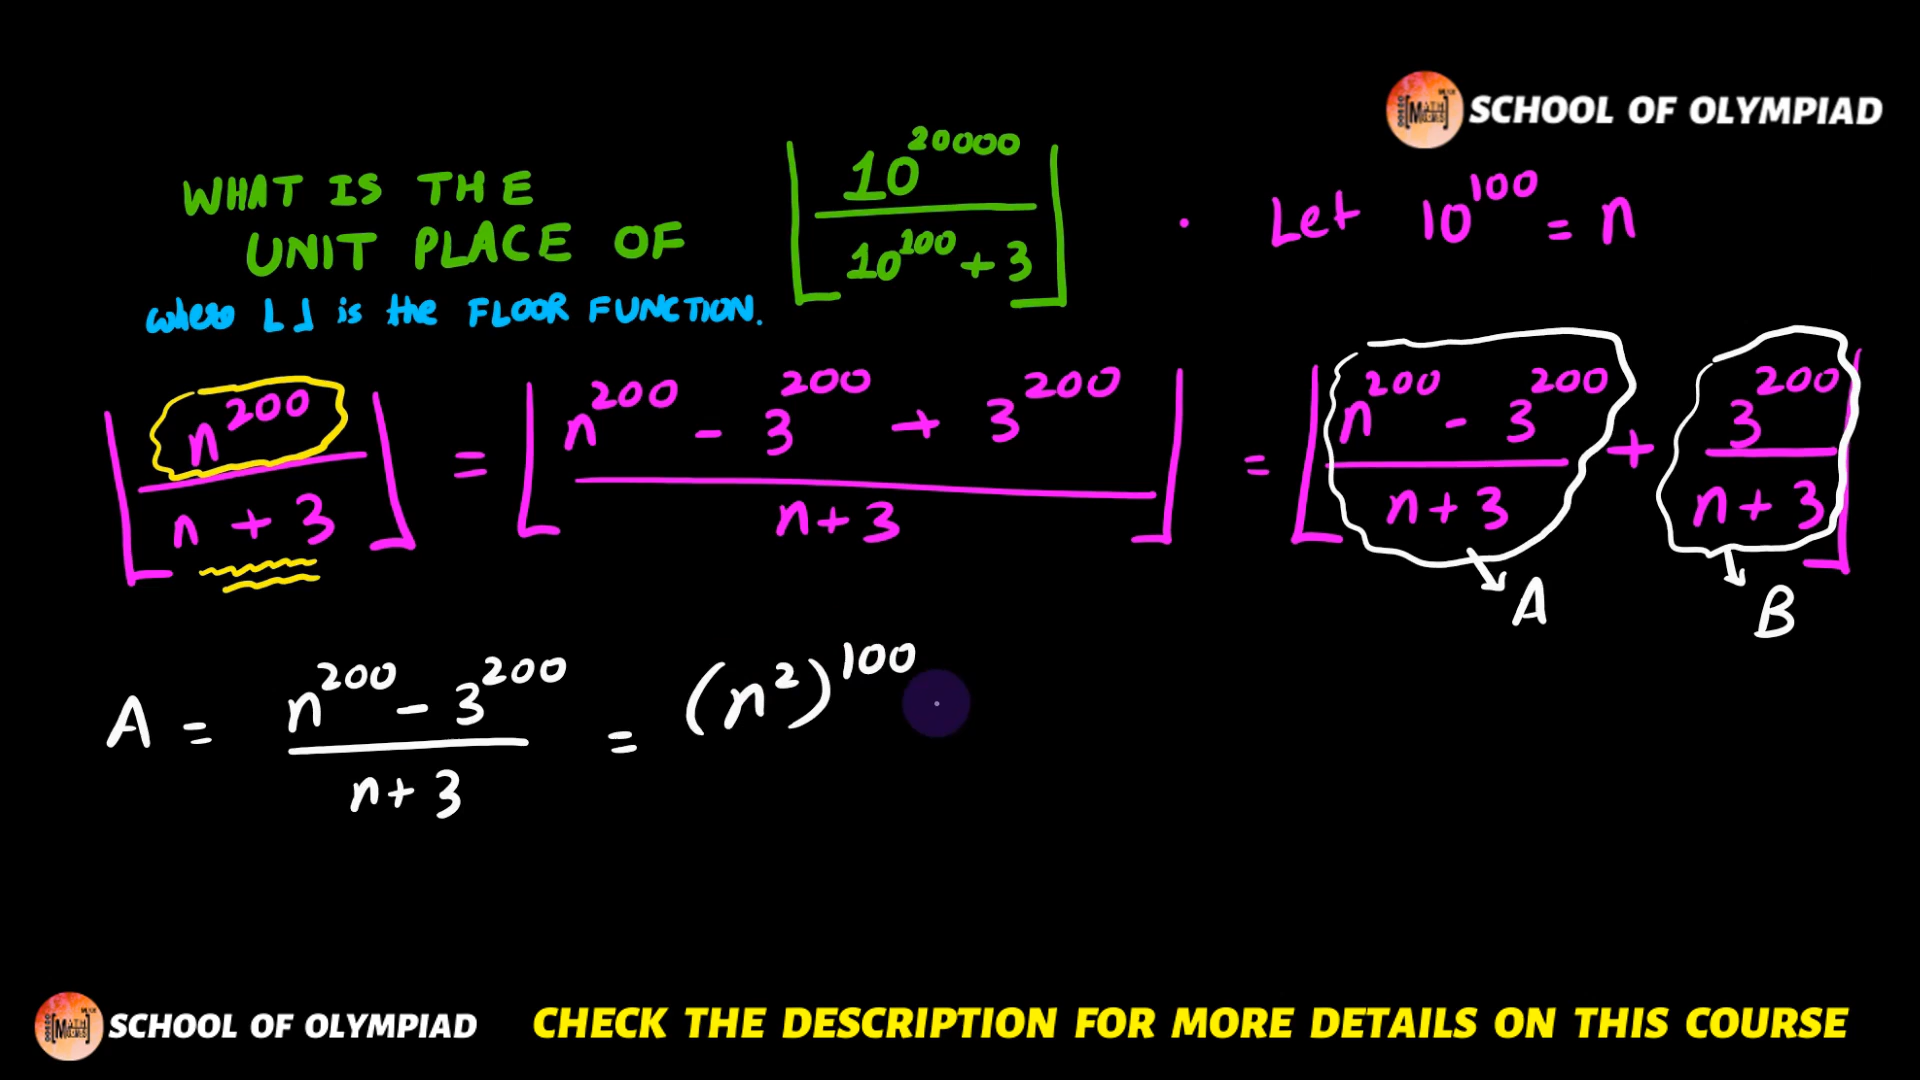 SCHOOL OF OLYMPIAD
WHAT IS THE
UNIT PLACE OF
⌊10^20000 / (10^100 + 3)⌋ . Let 10^100 = n
where ⌊⌋ is the FLOOR FUNCTION.
⌊n^200 / (n + 3)⌋ = ⌊(n^200 - 3^200 + 3^200) / (n+3)⌋ = ⌊(n^200 - 3^200) / (n+3) + 3^200 / (n+3)⌋
A B
A = (n^200 - 3^200) / (n+3) = (n^2)^100
SCHOOL OF OLYMPIAD
CHECK THE DESCRIPTION FOR MORE DETAILS ON THIS COURSE